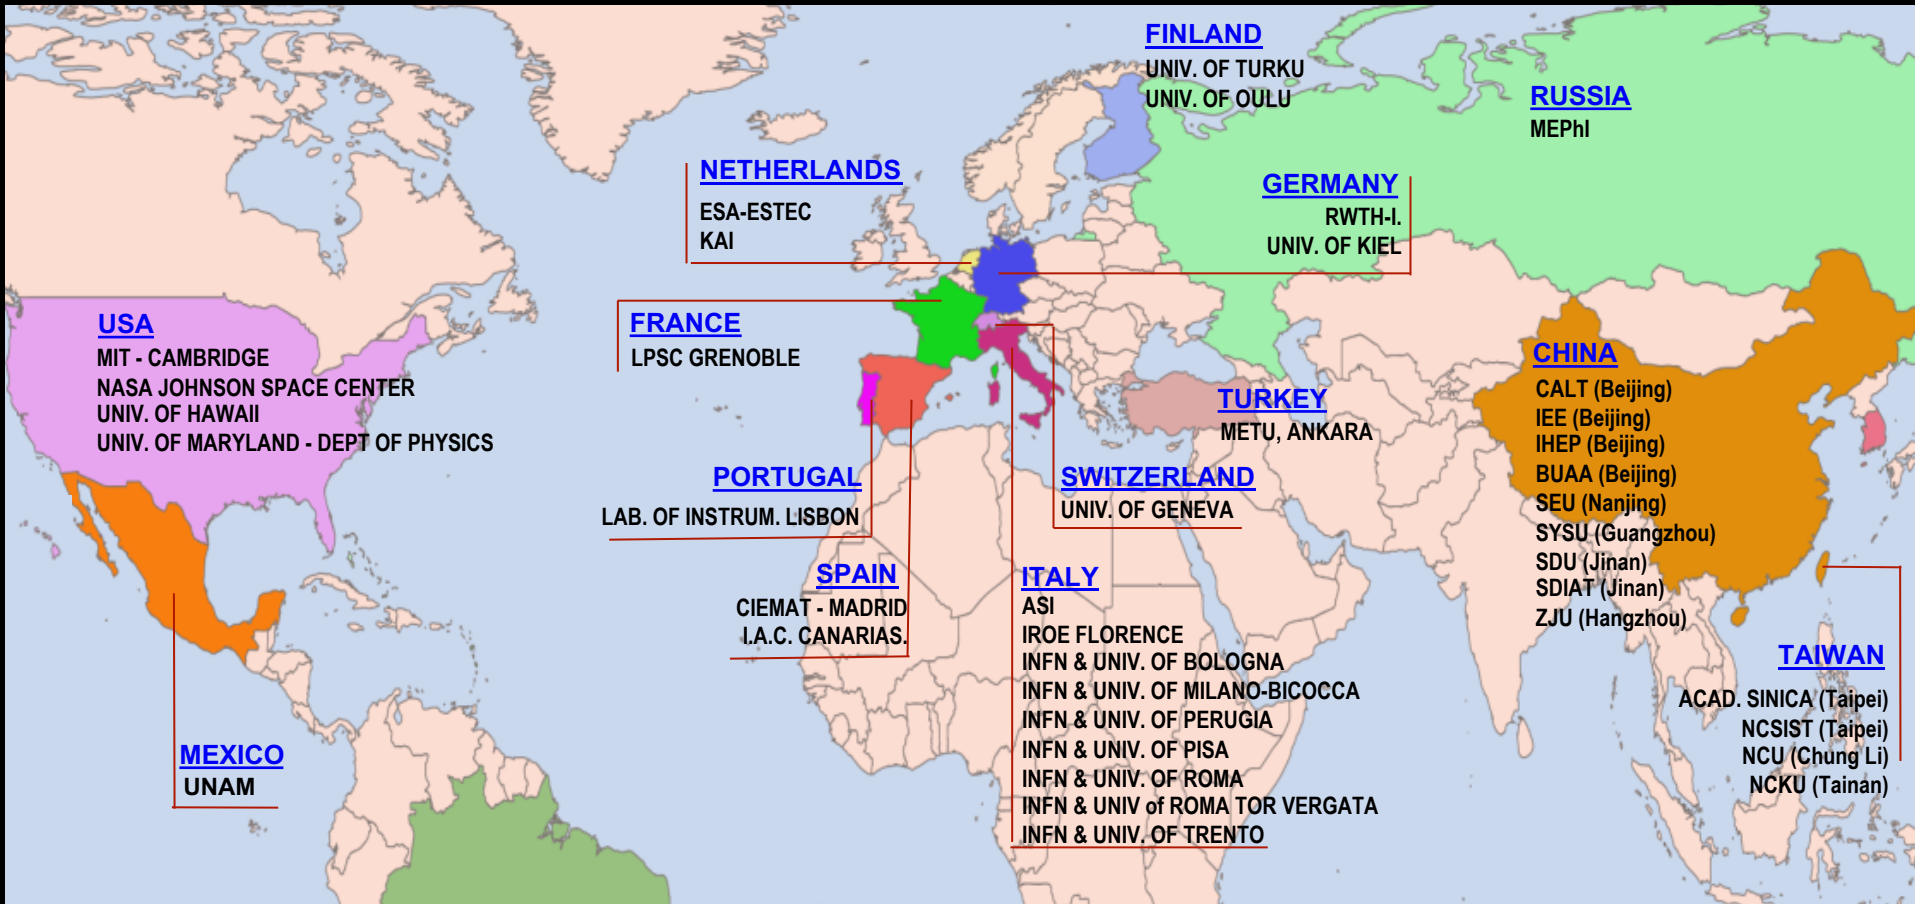 FINLAND
UNIV. OF TURKU
UNIV. OF OULU
RUSSIA
MEPhI
NETHERLANDS
ESA-ESTEC
KAI
GERMANY
RWTH-I.
UNIV. OF KIEL
USA
MIT - CAMBRIDGE
NASA JOHNSON SPACE CENTER
UNIV. OF HAWAII
UNIV. OF MARYLAND - DEPT OF PHYSICS
FRANCE
LPSC GRENOBLE
TURKEY
METU, ANKARA
CHINA
CALT (Beijing)
IEE (Beijing)
IHEP (Beijing)
BUAA (Beijing)
SEU (Nanjing)
SYSU (Guangzhou)
SDU (Jinan)
SDIAT (Jinan)
ZJU (Hangzhou)
PORTUGAL
LAB. OF INSTRUM. LISBON
SWITZERLAND
UNIV. OF GENEVA
SPAIN
CIEMAT - MADRID
I.A.C. CANARIAS.
ITALY
ASI
IROE FLORENCE
INFN & UNIV. OF BOLOGNA
INFN & UNIV. OF MILANO-BICOCCA
INFN & UNIV. OF PERUGIA
INFN & UNIV. OF PISA
INFN & UNIV. OF ROMA
INFN & UNIV of ROMA TOR VERGATA
INFN & UNIV. OF TRENTO
TAIWAN
ACAD. SINICA (Taipei)
NCSIST (Taipei)
NCU (Chung Li)
NCKU (Tainan)
MEXICO
UNAM